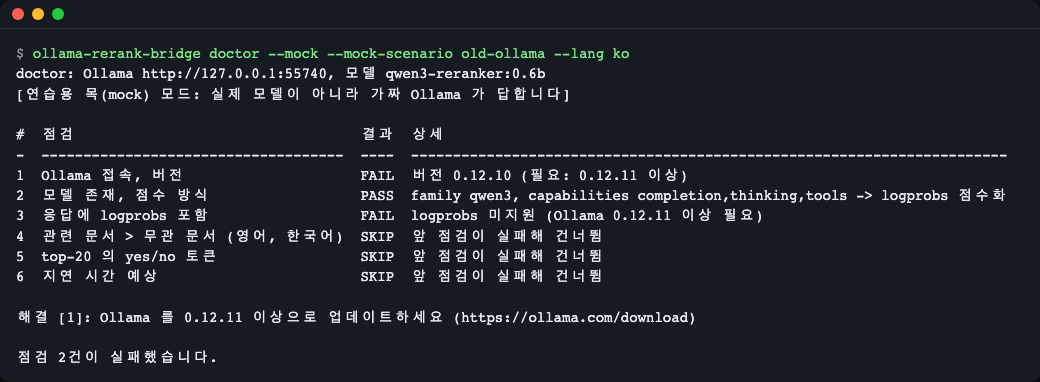 $ ollama-rerank-bridge doctor --mock --mock-scenario old-ollama --lang ko
doctor: Ollama http://127.0.0.1:55740, 모델 qwen3-reranker:0.6b
[연습용 목(mock) 모드: 실제 모델이 아니라 가짜 Ollama 가 답합니다]
#  점검                                  결과  상세
-  ------------------------------------  ----  -----------------------------------------------------------------------
1  Ollama 접속, 버전                     FAIL  버전 0.12.10 (필요: 0.12.11 이상)
2  모델 존재, 점수 방식                  PASS  family qwen3, capabilities completion,thinking,tools -> logprobs 점수화
3  응답에 logprobs 포함                  FAIL  logprobs 미지원 (Ollama 0.12.11 이상 필요)
4  관련 문서 > 무관 문서 (영어, 한국어)  SKIP  앞 점검이 실패해 건너뜀
5  top-20 의 yes/no 토큰                 SKIP  앞 점검이 실패해 건너뜀
6  지연 시간 예상                        SKIP  앞 점검이 실패해 건너뜀
해결 [1]: Ollama 를 0.12.11 이상으로 업데이트하세요 (https://ollama.com/download)
점검 2건이 실패했습니다.